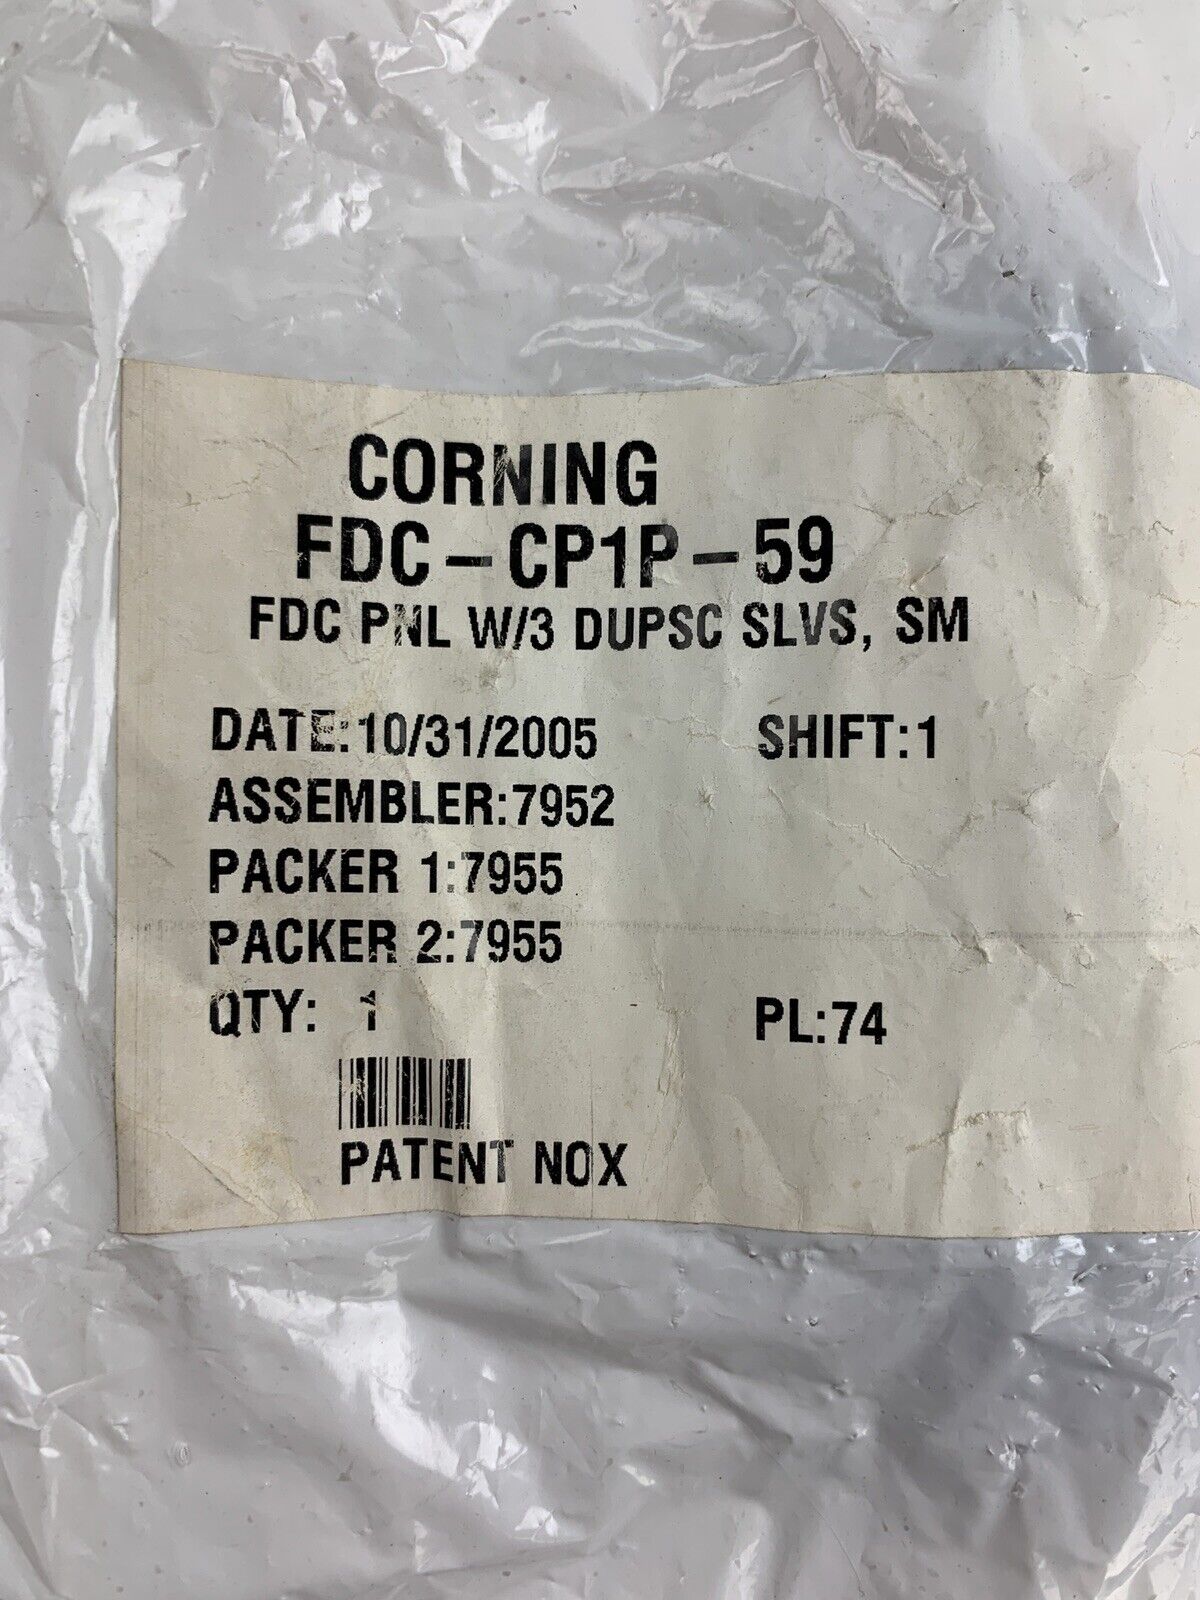 CORNING
FDC-CP1P-59
FDC PNL W/3 DUPSC SLVS, SM
DATE:10/31/2005 SHIFT:1
ASSEMBLER:7952
PACKER 1:7955
PACKER 2:7955
QTY: 1 PL:74
PATENT NOX